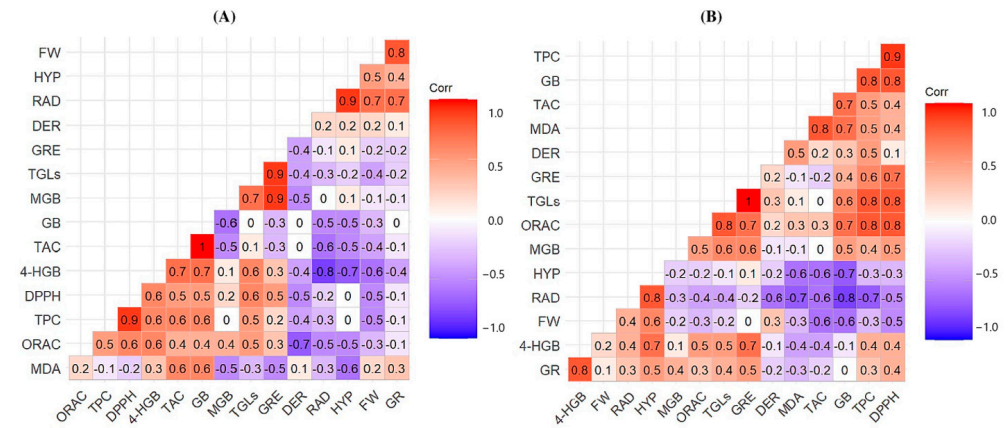 (A)
FW 0.8
HYP 0.5 0.4
RAD 0.9 0.7 0.7
DER 0.2 0.2 0.2 0.1
GRE -0.4 -0.1 0.1 -0.2 -0.2
TGLs 0.9 -0.4 -0.3 -0.2 -0.4 -0.2
MGB 0.7 0.9 -0.5 0 0.1 -0.1 -0.1
GB -0.6 0 -0.3 0 -0.5 -0.5 -0.3 0
TAC 1 -0.5 0.1 -0.3 0 -0.6 -0.5 -0.4 -0.1
4-HGB 0.7 0.7 0.1 0.6 0.3 -0.4 -0.8 -0.7 -0.6 -0.4
DPPH 0.6 0.5 0.5 0.2 0.6 0.5 -0.5 -0.2 0 -0.5 -0.1
TPC 0.9 0.6 0.6 0.6 0 0.5 0.2 -0.4 -0.3 0 -0.5 -0.1
ORAC 0.5 0.6 0.6 0.4 0.4 0.4 0.5 0.3 -0.7 -0.5 -0.5 -0.3 -0.1
MDA 0.2 -0.1 -0.2 0.3 0.6 0.6 -0.5 -0.3 -0.5 0.1 -0.3 -0.6 0.2 0.3
ORAC TPC DPPH 4-HGB TAC GB MGB TGLs GRE DER RAD HYP FW GR
Corr
1.0
0.5
0.0
−0.5
−1.0
(B)
TPC 0.9
GB 0.8 0.8
TAC 0.7 0.5 0.4
MDA 0.8 0.7 0.5 0.4
DER 0.5 0.2 0.3 0.5 0.1
GRE 0.2 -0.1 -0.2 0.4 0.6 0.7
TGLs 1 0.3 0.1 0 0.6 0.8 0.8
ORAC 0.8 0.7 0.2 0.3 0.3 0.7 0.8 0.8
MGB 0.5 0.6 0.6 -0.1 -0.1 0 0.5 0.4 0.5
HYP -0.2 -0.2 -0.1 0.1 -0.2 -0.6 -0.6 -0.7 -0.3 -0.3
RAD 0.8 -0.3 -0.4 -0.4 -0.2 -0.6 -0.7 -0.6 -0.8 -0.7 -0.5
FW 0.4 0.6 -0.2 -0.3 -0.2 0 0.3 -0.3 -0.6 -0.6 -0.3 -0.5
4-HGB 0.2 0.4 0.7 0.1 0.5 0.5 0.7 -0.1 -0.4 -0.4 -0.1 0.4 0.4
GR 0.8 0.1 0.3 0.5 0.4 0.5 0.4 0.5 -0.2 -0.3 -0.2 0 0.3 0.4
4-HGB FW RAD HYP MGB ORAC TGLs GRE DER MDA TAC GB TPC DPPH
Corr
1.0
0.5
0.0
−0.5
−1.0